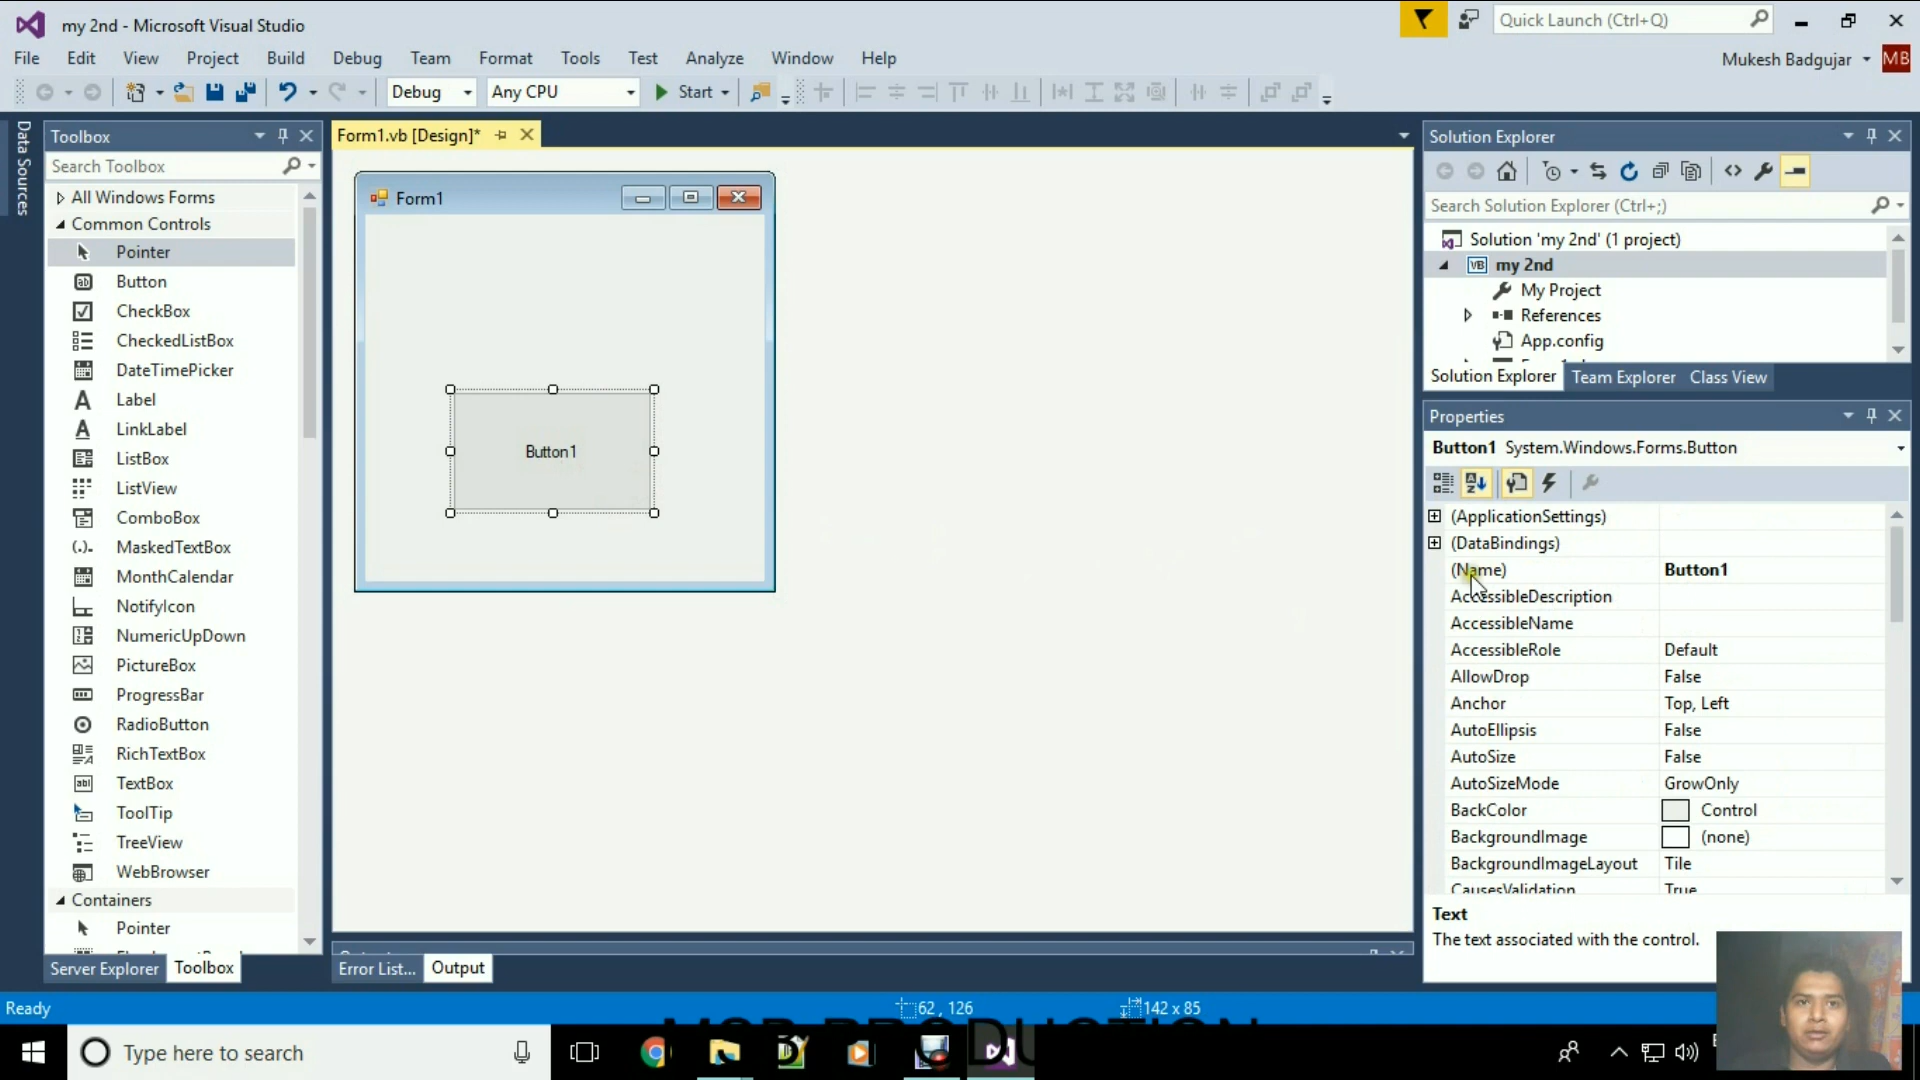 my 2nd - Microsoft Visual Studio
Quick Launch (Ctrl+Q)
File Edit View Project Build Debug Team Format Tools Test Analyze Window Help
Mukesh Badgujar MB
Debug Any CPU Start
Data Sources
Toolbox
Search Toolbox
All Windows Forms
Common Controls
Pointer
Button
CheckBox
CheckedListBox
DateTimePicker
Label
LinkLabel
ListBox
ListView
ComboBox
MaskedTextBox
MonthCalendar
NotifyIcon
NumericUpDown
PictureBox
ProgressBar
RadioButton
RichTextBox
TextBox
ToolTip
TreeView
WebBrowser
Containers
Pointer
Server Explorer Toolbox
Form1.vb [Design]*
Form1
Button1
Error List... Output
Solution Explorer
Search Solution Explorer (Ctrl+;)
Solution 'my 2nd' (1 project)
VB my 2nd
My Project
References
App.config
Solution Explorer Team Explorer Class View
Properties
Button1 System.Windows.Forms.Button
(ApplicationSettings)
(DataBindings)
(Name) Button1
AccessibleDescription
AccessibleName
AccessibleRole Default
AllowDrop False
Anchor Top, Left
AutoEllipsis False
AutoSize False
AutoSizeMode GrowOnly
BackColor Control
BackgroundImage (none)
BackgroundImageLayout Tile
CausesValidation True
Text
The text associated with the control.
Ready 62 , 126 142 x 85
Type here to search